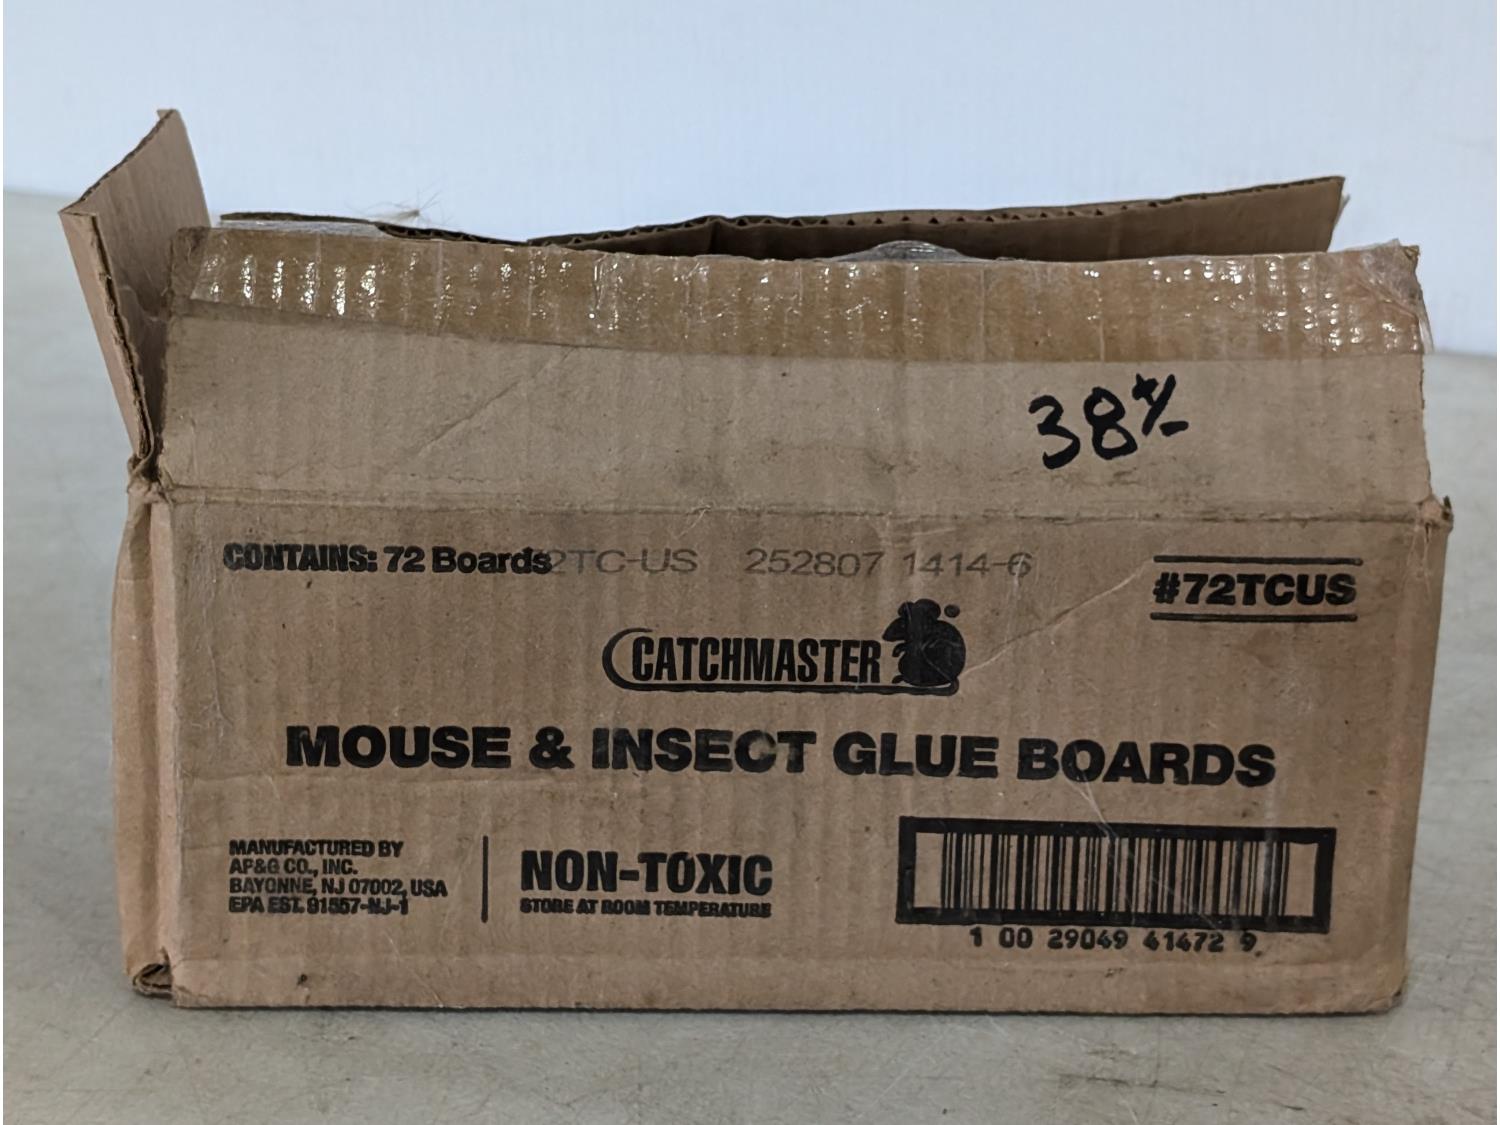 38 +/-
CONTAINS: 72 Boards 2TC-US 252807 1414-6
#72TCUS
CATCHMASTER
MOUSE & INSECT GLUE BOARDS
MANUFACTURED BY
AP&G CO., INC.
BAYONNE, NJ 07002, USA
EPA EST. 91557-NJ-1
NON-TOXIC
STORE AT ROOM TEMPERATURE
1 00 29049 41472 9